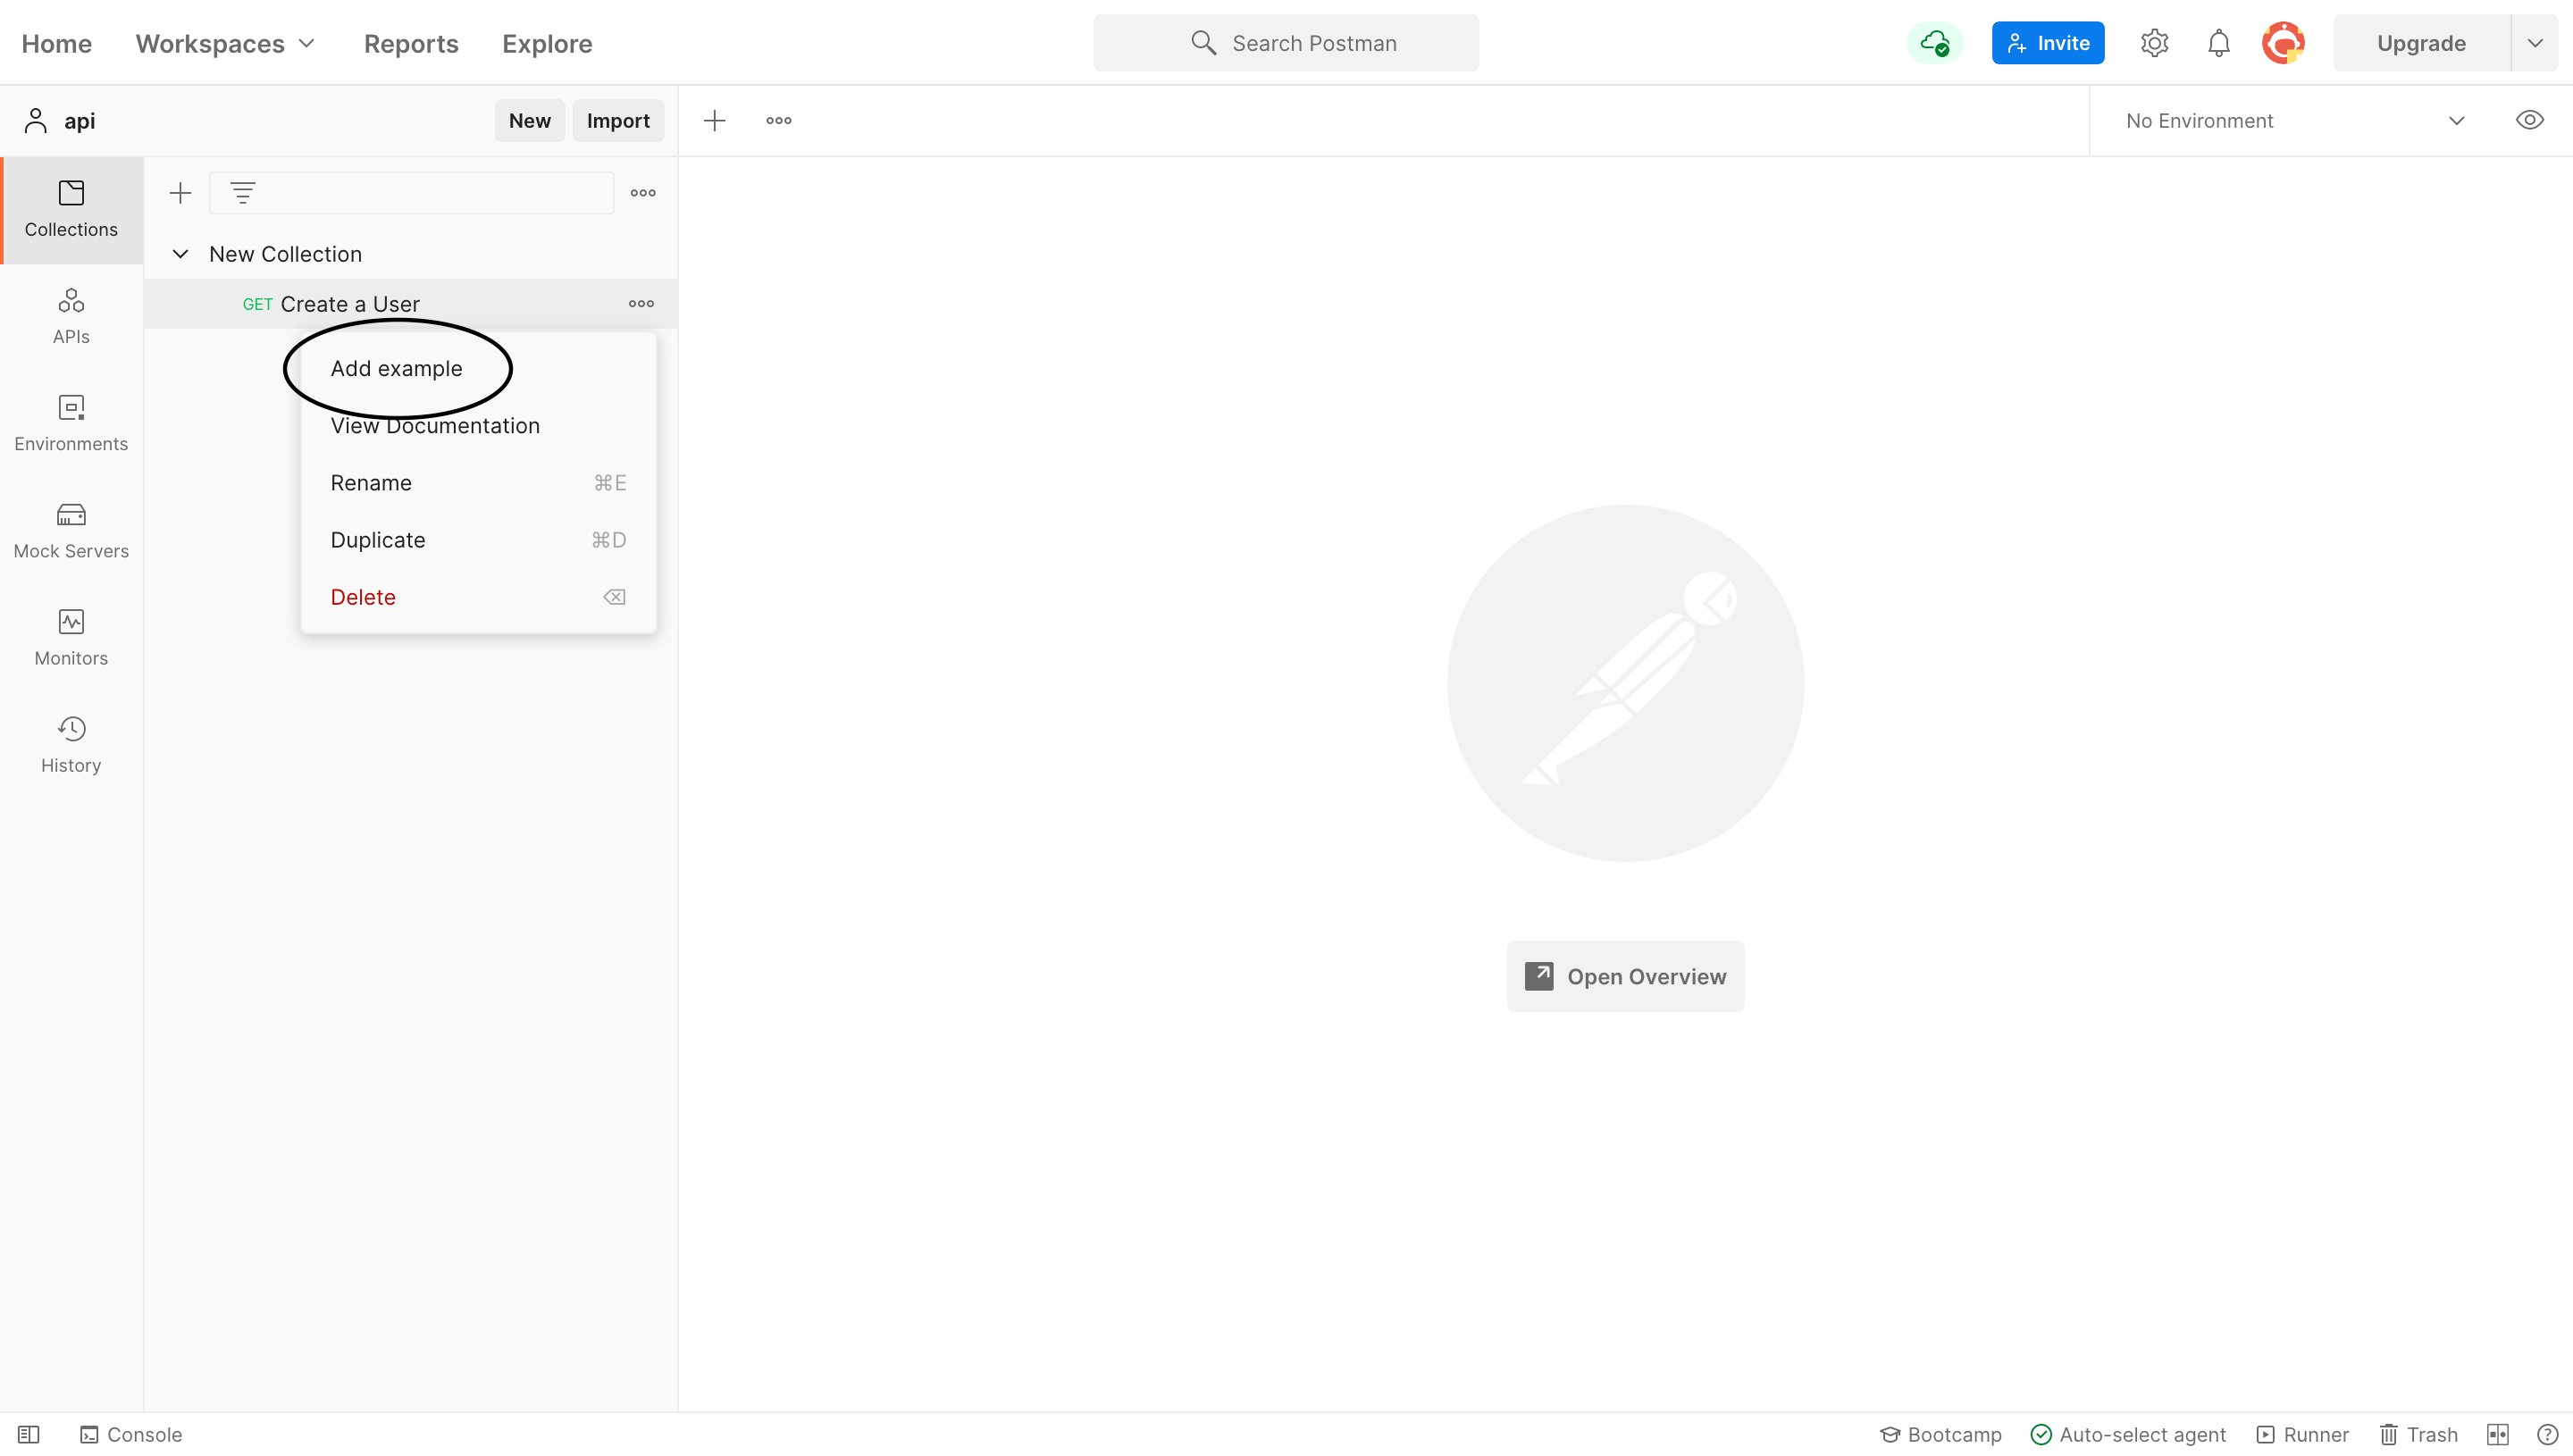 Home Workspaces Reports Explore Search Postman Invite Upgrade
api New Import No Environment
Collections
New Collection
GET Create a User
APIs
Add example
View Documentation
Environments
Rename ⌘E
Duplicate ⌘D
Mock Servers
Delete
Monitors
History
Open Overview
Console Bootcamp Auto-select agent Runner Trash